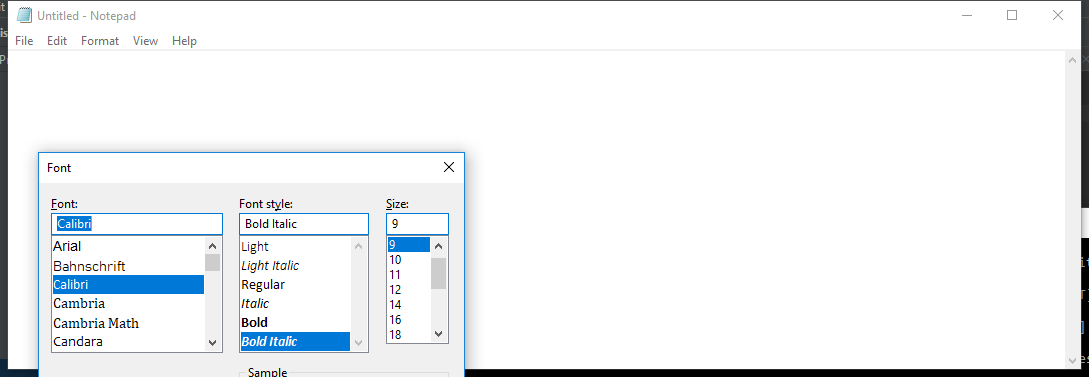 Untitled - Notepad
File Edit Format View Help
Font
Font: Font style: Size:
Calibri Bold Italic 9
Arial Light 9
Bahnschrift Light Italic 10
Calibri Regular 11
Cambria Italic 12
Cambria Math Bold 14
Candara Bold Italic 16
18
Sample